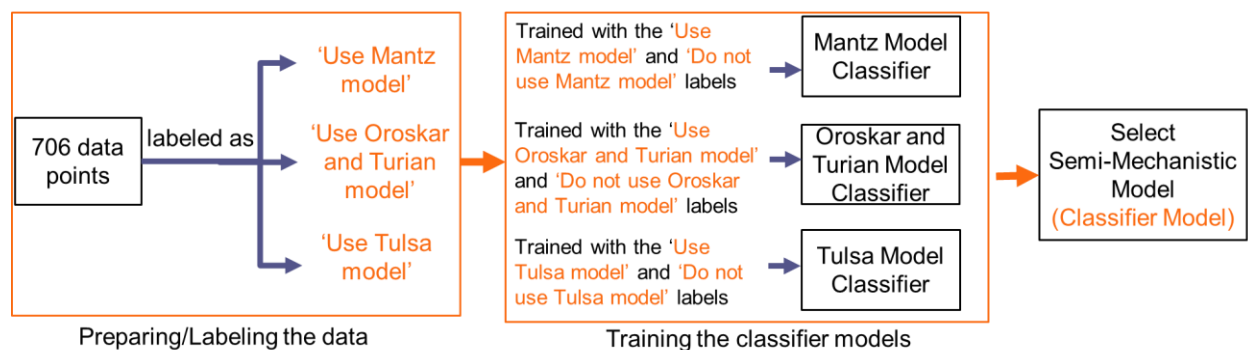 706 data
points
labeled as
‘Use Mantz
model’
‘Use Oroskar
and Turian
model’
‘Use Tulsa
model’
Preparing/Labeling the data
Trained with the ‘Use
Mantz model’ and ‘Do not
use Mantz model’ labels
Mantz Model
Classifier
Trained with the ‘Use
Oroskar and Turian model’
and ‘Do not use Oroskar
and Turian model’ labels
Oroskar and
Turian Model
Classifier
Trained with the ‘Use
Tulsa model’ and ‘Do not
use Tulsa model’ labels
Tulsa Model
Classifier
Training the classifier models
Select
Semi-Mechanistic
Model
(Classifier Model)